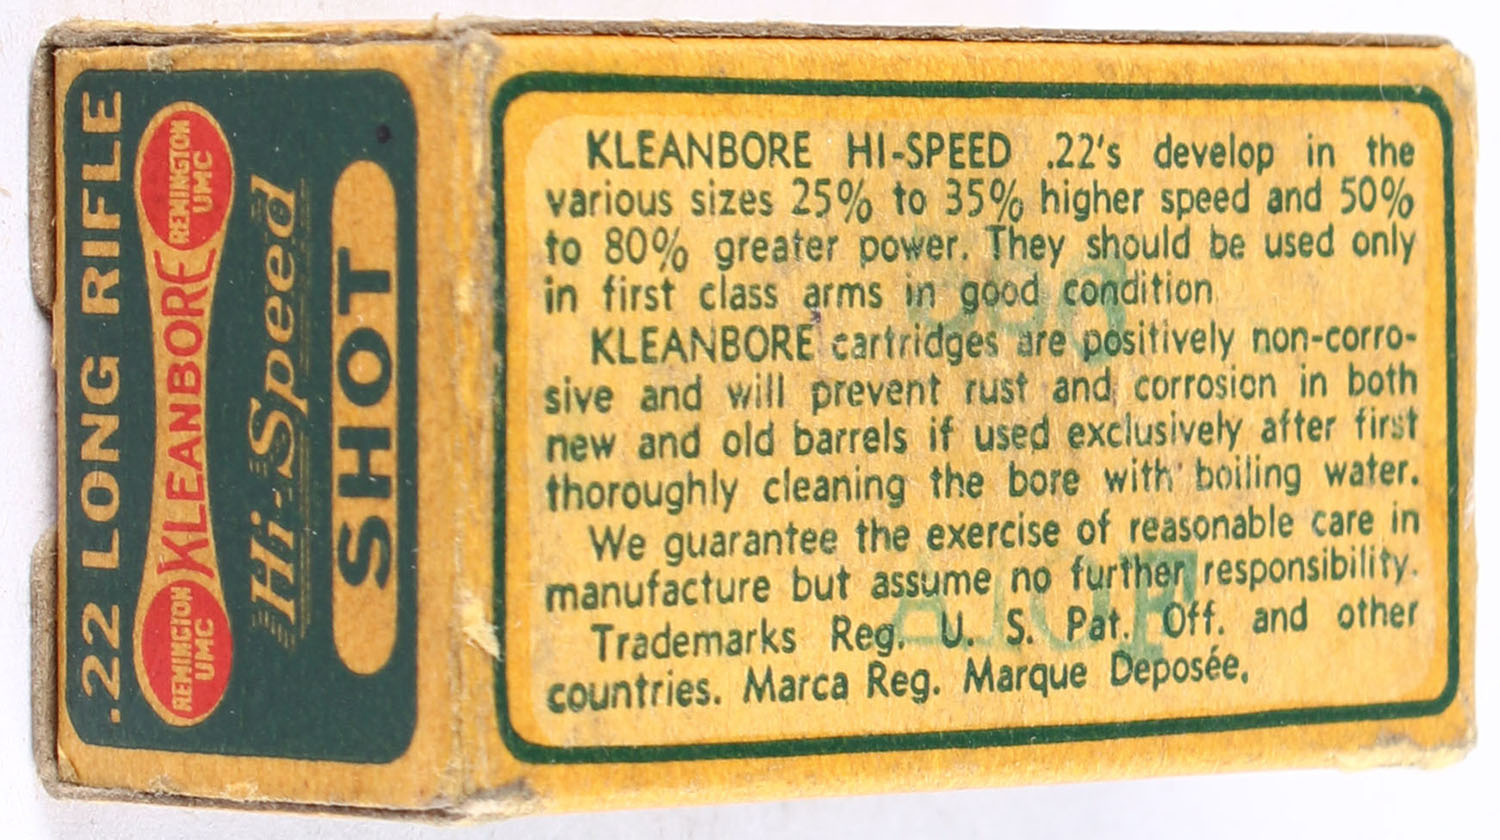 .22 LONG RIFLE
REMINGTON
UMC
KLEANBORE
REMINGTON
UMC
Hi-Speed
SHOT
KLEANBORE HI-SPEED .22's develop in the
various sizes 25% to 35% higher speed and 50%
to 80% greater power. They should be used only
in first class arms in good condition
KLEANBORE cartridges are positively non-corro-
sive and will prevent rust and corrosion in both
new and old barrels if used exclusively after first
thoroughly cleaning the bore with boiling water.
We guarantee the exercise of reasonable care in
manufacture but assume no further responsibility.
Trademarks Reg. U. S. Pat. Off. and other
countries. Marca Reg. Marque Deposée.